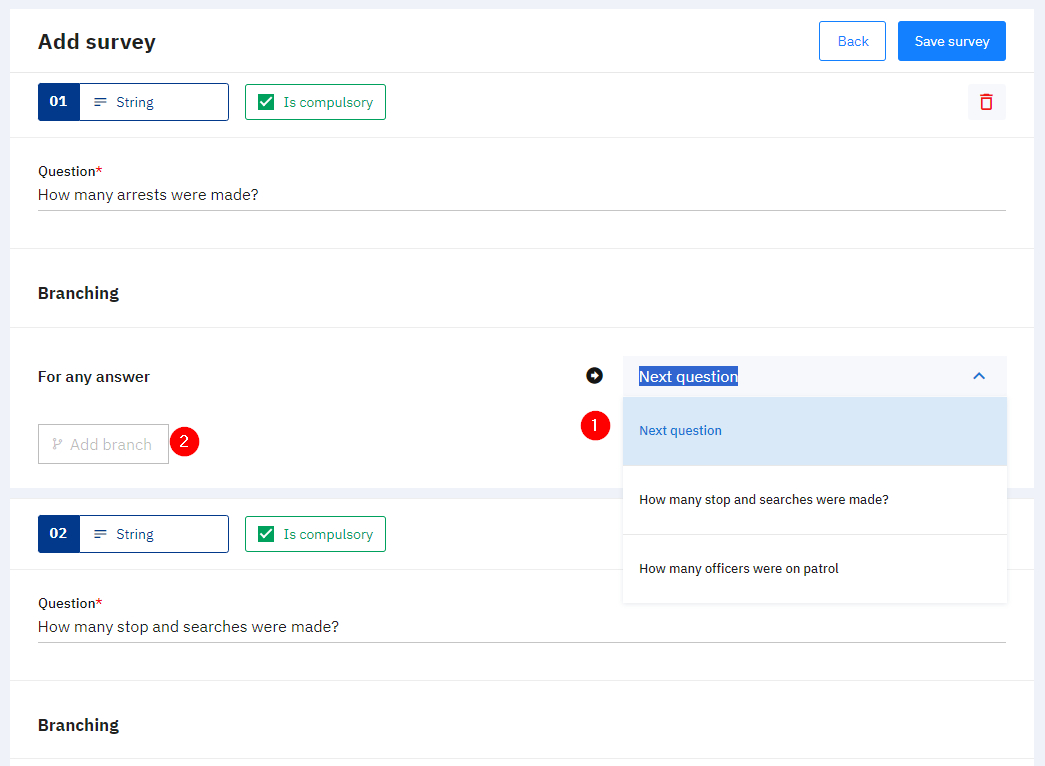 Add survey
Back
Save survey
01
String
Is compulsory
Question*
How many arrests were made?
Branching
For any answer
Next question
1
Next question
Add branch
2
How many stop and searches were made?
How many officers were on patrol
02
String
Is compulsory
Question*
How many stop and searches were made?
Branching